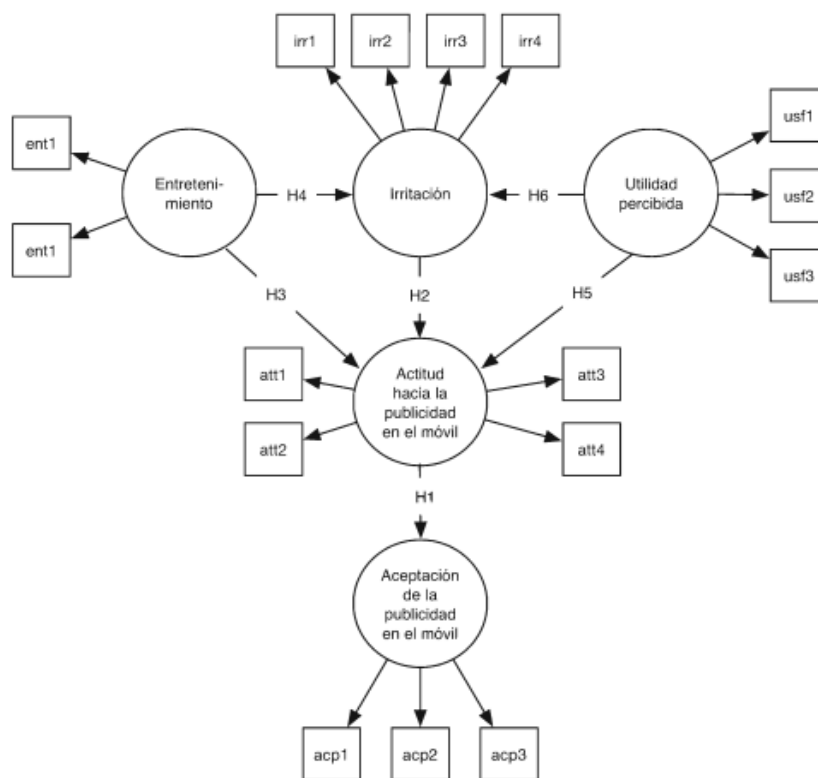 irr1
irr2
irr3
irr4
ent1
ent1
Entreteni-
miento
H4
Irritación
H6
Utilidad
percibida
usf1
usf2
usf3
H3
H2
H5
att1
att2
Actitud
hacia la
publicidad
en el móvil
att3
att4
H1
Aceptación
de la
publicidad
en el móvil
acp1
acp2
acp3